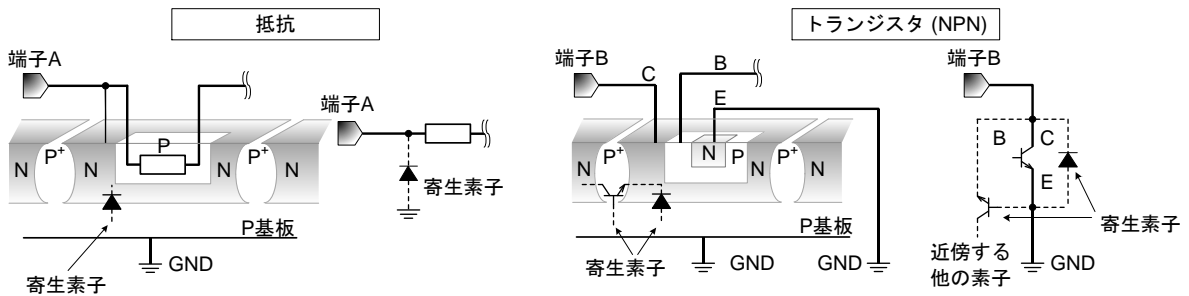 抵抗
端子A
P
N
P+
N
P+
N
N
P基板
寄生素子
GND
端子A
寄生素子
トランジスタ (NPN)
端子B
C
B
E
N
P+
N
N
P
P+
N
P基板
寄生素子
GND
GND
端子B
B
C
E
寄生素子
近傍する
他の素子
GND